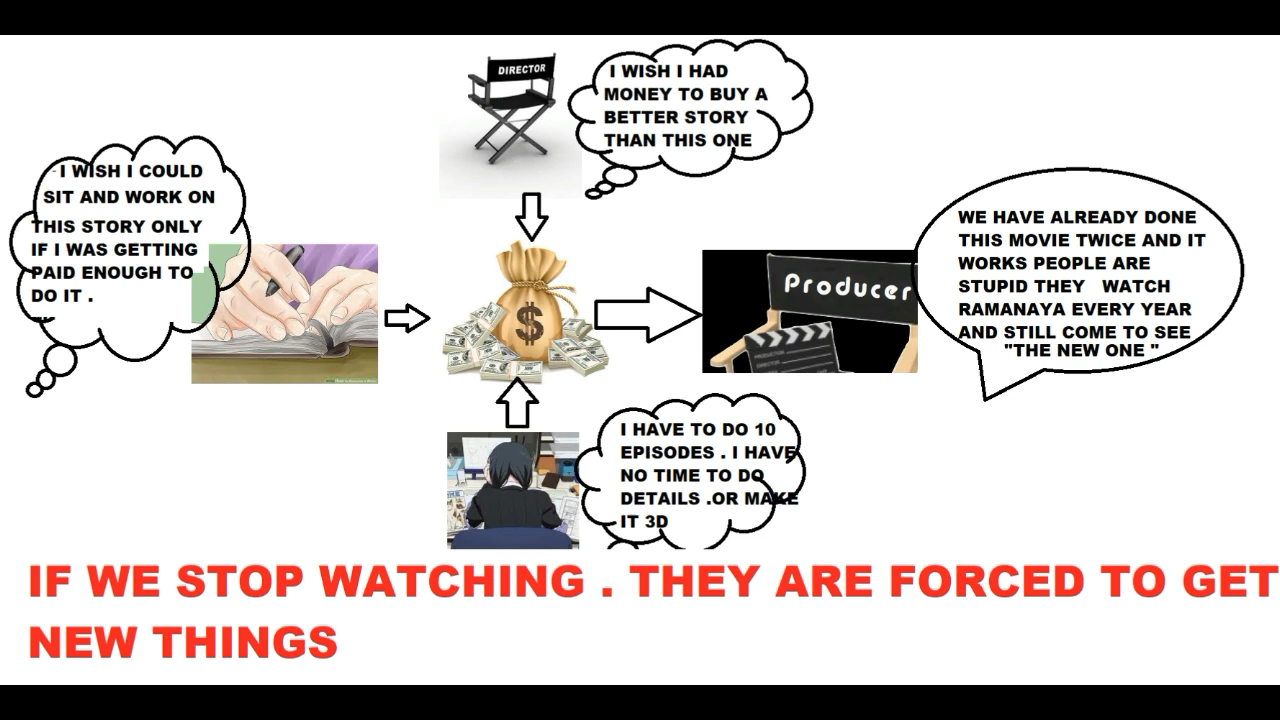 DIRECTOR
I WISH I HAD
MONEY TO BUY A
BETTER STORY
THAN THIS ONE
I WISH I COULD
SIT AND WORK ON
THIS STORY ONLY
IF I WAS GETTING
PAID ENOUGH TO
DO IT .
$
Producer
PRODUCTION
DIRECTOR
WE HAVE ALREADY DONE
THIS MOVIE TWICE AND IT
WORKS PEOPLE ARE
STUPID THEY WATCH
RAMANAYA EVERY YEAR
AND STILL COME TO SEE
"THE NEW ONE "
I HAVE TO DO 10
EPISODES . I HAVE
NO TIME TO DO
DETAILS .OR MAKE
IT 3D
IF WE STOP WATCHING . THEY ARE FORCED TO GET
NEW THINGS